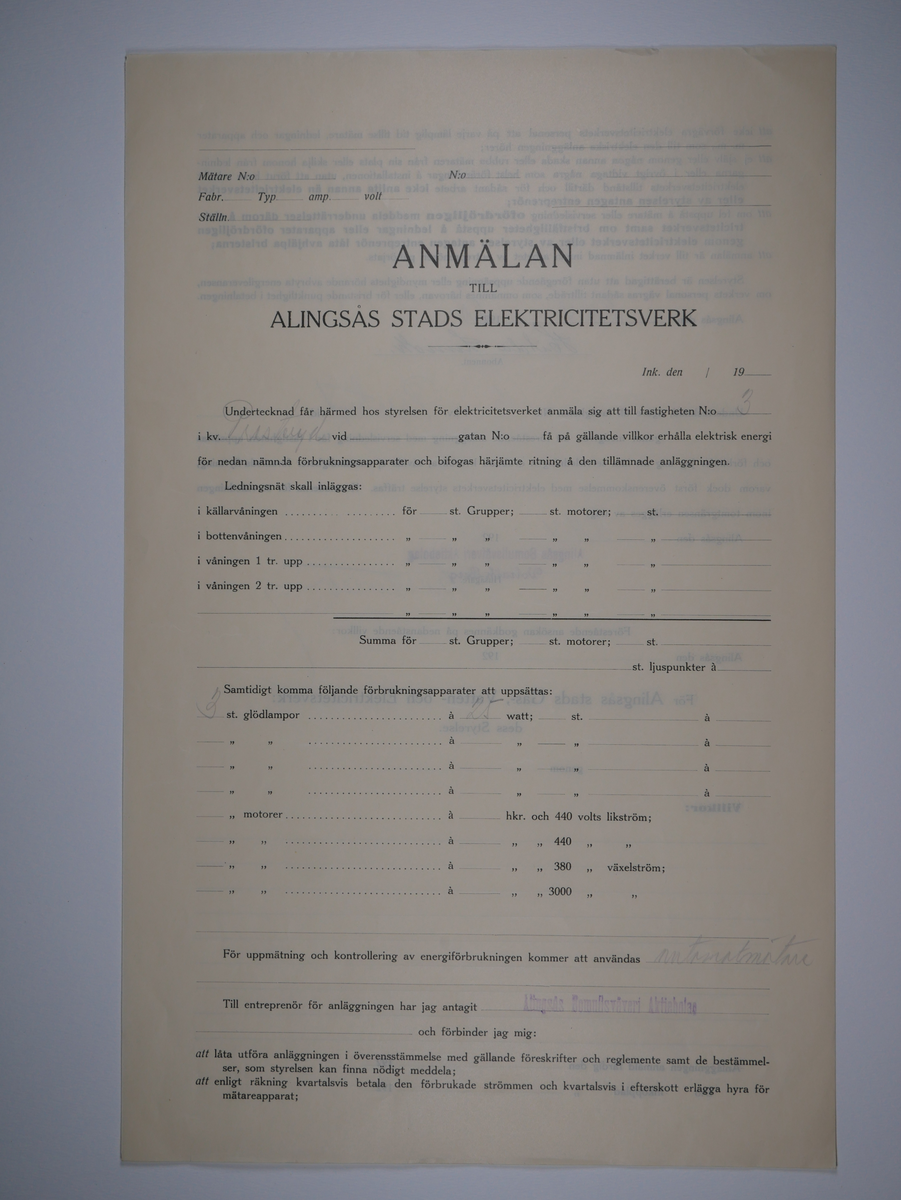 Mätare N:o N:o
Fabr. Typ amp. volt
Ställn.
ANMÄLAN
TILL
ALINGSÅS STADS ELEKTRICITETSVERK
Ink. den / 19
Undertecknad får härmed hos styrelsen för elektricitetsverket anmäla sig att till fastigheten N:o 3
i kv. vid gatan N:o få på gällande villkor erhålla elektrisk energi
för nedan nämnda förbrukningsapparater och bifogas härjämte ritning å den tillämnade anläggningen.
Ledningsnät skall inläggas:
i källarvåningen .................... för st. Grupper; st. motorer; st.
i bottenvåningen .................... „ „ „ „ „ „
i våningen 1 tr. upp ................ „ „ „ „ „ „
i våningen 2 tr. upp ................ „ „ „ „ „ „
„ „ „ „ „ „
Summa för st. Grupper; st. motorer; st.
st. ljuspunkter à
Samtidigt komma följande förbrukningsapparater att uppsättas:
3 st. glödlampor ........................ à 25 watt; st. à
„ „ ........................ à „ „ à
„ „ ........................ à „ „ à
„ „ ........................ à „ „ à
„ motorer ............................ à hkr. och 440 volts likström;
„ „ ............................ à „ „ 440 „ „
„ „ ............................ à „ „ 380 „ växelström;
„ „ ............................ à „ „ 3000 „ „
För uppmätning och kontrollering av energiförbrukningen kommer att användas automatmätare
Till entreprenör för anläggningen har jag antagit Alingsås Bomullsväveri Aktiebolag
och förbinder jag mig:
att låta utföra anläggningen i överensstämmelse med gällande föreskrifter och reglemente samt de bestämmel-
ser, som styrelsen kan finna nödigt meddela;
att enligt räkning kvartalsvis betala den förbrukade strömmen och kvartalsvis i efterskott erlägga hyra för
mätareapparat;